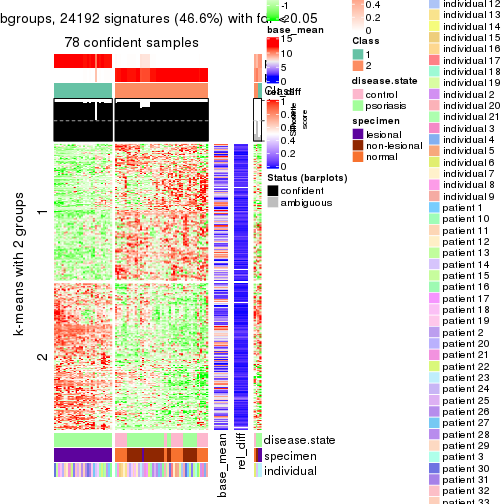 bgroups, 24192 signatures (46.6%) with fdr < 0.05
78 confident samples
k-means with 2 groups
1
2
base_mean
rel_diff
disease.state
specimen
individual
-1
base_mean
15
10
5
0
rel_diff
1
0.8
0.6
0.4
0.2
0
Class
Silhouette
score
Status (barplots)
confident
ambiguous
0.4
0.2
0
Class
1
2
disease.state
control
psoriasis
specimen
lesional
non-lesional
normal
individual 12
individual 13
individual 14
individual 15
individual 16
individual 17
individual 18
individual 19
individual 2
individual 20
individual 21
individual 3
individual 4
individual 5
individual 6
individual 7
individual 8
individual 9
patient 1
patient 10
patient 11
patient 12
patient 13
patient 14
patient 15
patient 16
patient 17
patient 18
patient 19
patient 2
patient 20
patient 21
patient 22
patient 23
patient 24
patient 25
patient 26
patient 27
patient 28
patient 29
patient 3
patient 30
patient 31
patient 32
patient 33